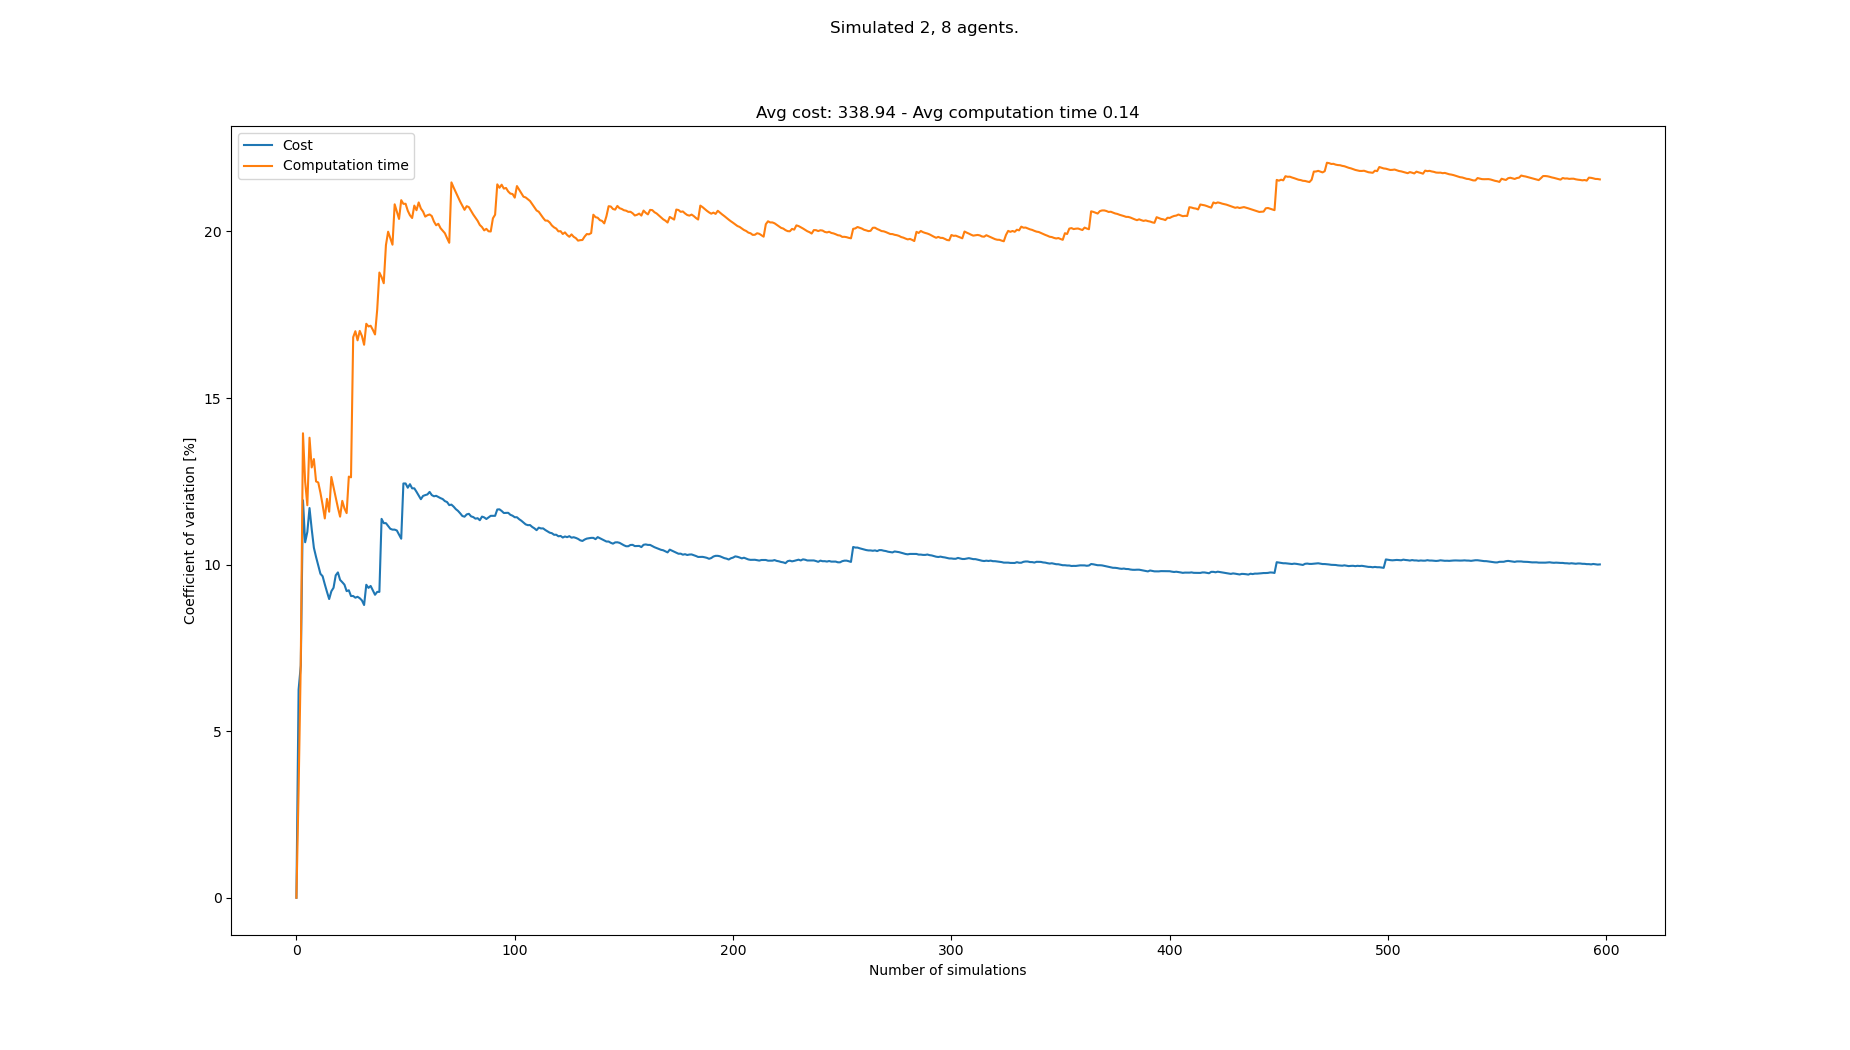 Simulated 2, 8 agents.
Avg cost: 338.94 - Avg computation time 0.14
Cost
Computation time
Coefficient of variation [%]
20
15
10
5
0
0 100 200 300 400 500 600
Number of simulations